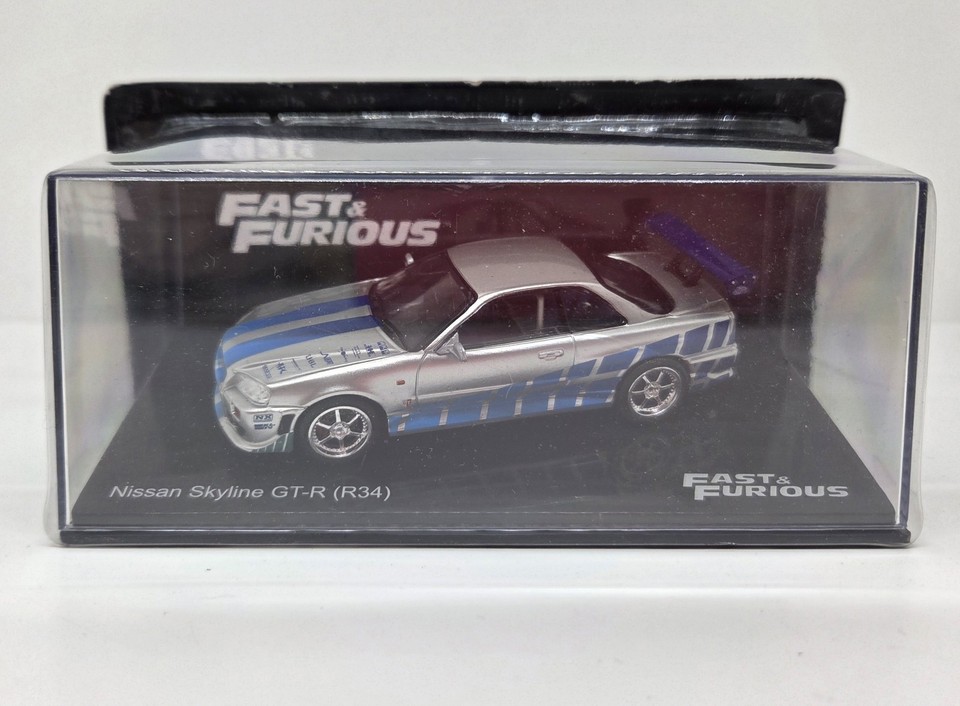 FAST &
FURIOUS
Nissan Skyline GT-R (R34)
FAST &
FURIOUS